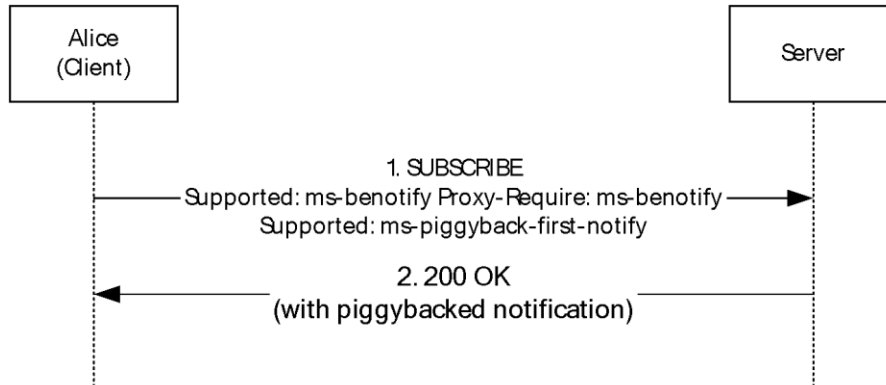 Alice
(Client)
Server
1. SUBSCRIBE
Supported: ms-benotify Proxy-Require: ms-benotify
Supported: ms-piggyback-first-notify
2. 200 OK
(with piggybacked notification)